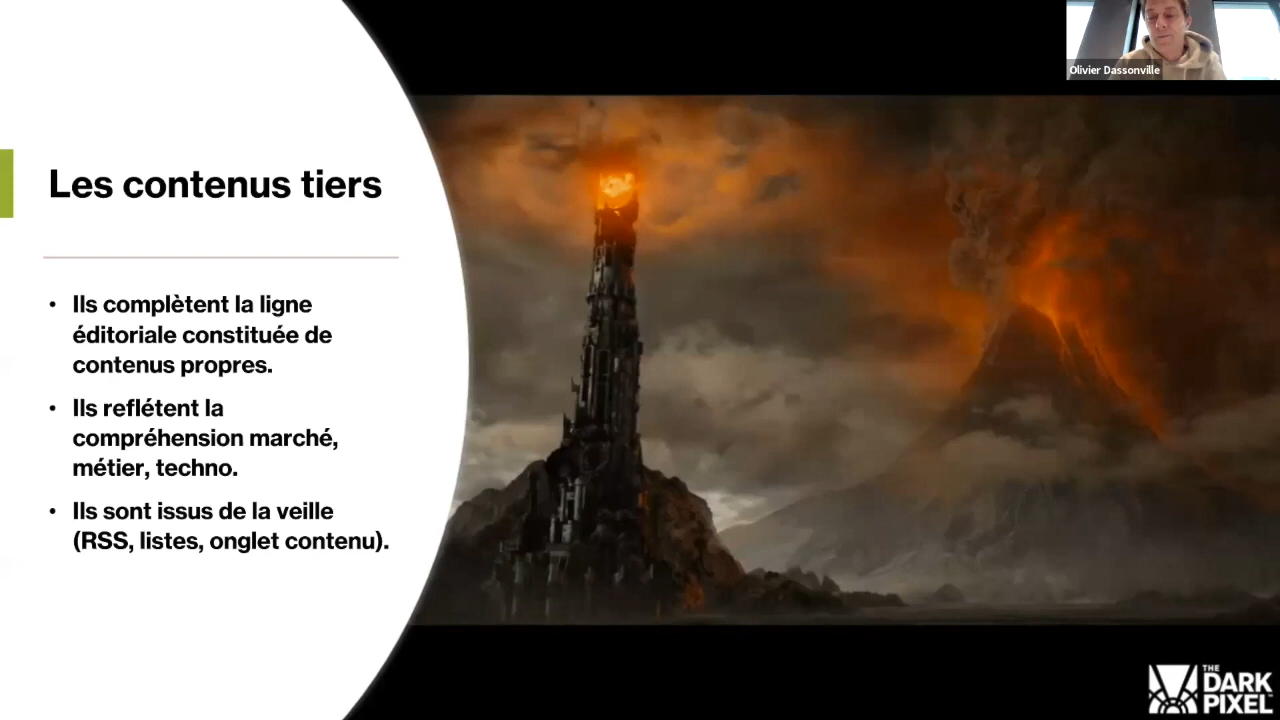 Olivier Dassonville
Les contenus tiers
• Ils complètent la ligne
éditoriale constituée de
contenus propres.
• Ils reflétent la
compréhension marché,
métier, techno.
• Ils sont issus de la veille
(RSS, listes, onglet contenu).
THE
DARK
PIXEL